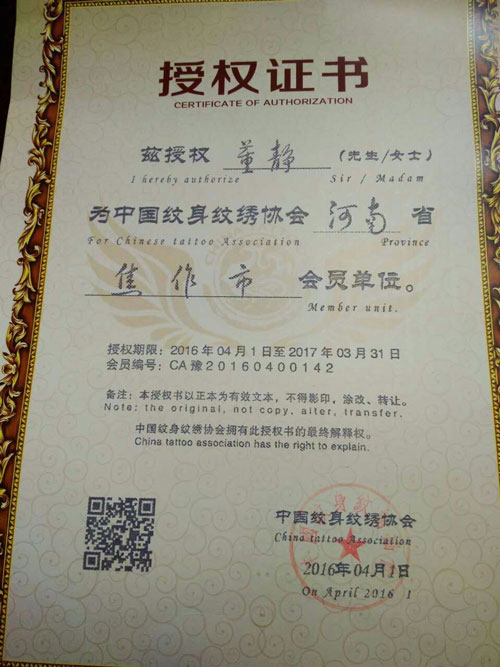 授权证书
CERTIFICATE OF AUTHORIZATION
兹授权 董静 (先生/女士)
I hereby authorize Sir / Madam
为中国纹身纹绣协会 河南 省
For Chinese tattoo Association Province
焦作市 会员单位。
Member unit.
授权期限：2016年04月1日至2017年03月31日
会员编号：CA豫20160400142
备注：本授权书以正本为有效文本，不得影印，涂改、转让。
Note: the original, not copy, alter, transfer.
中国纹身纹绣协会拥有此授权书的最终解释权。
China tattoo association has the right to explain.
中国纹身纹绣协会
China tattoo Association
2016年04月1日
On April 2016 1